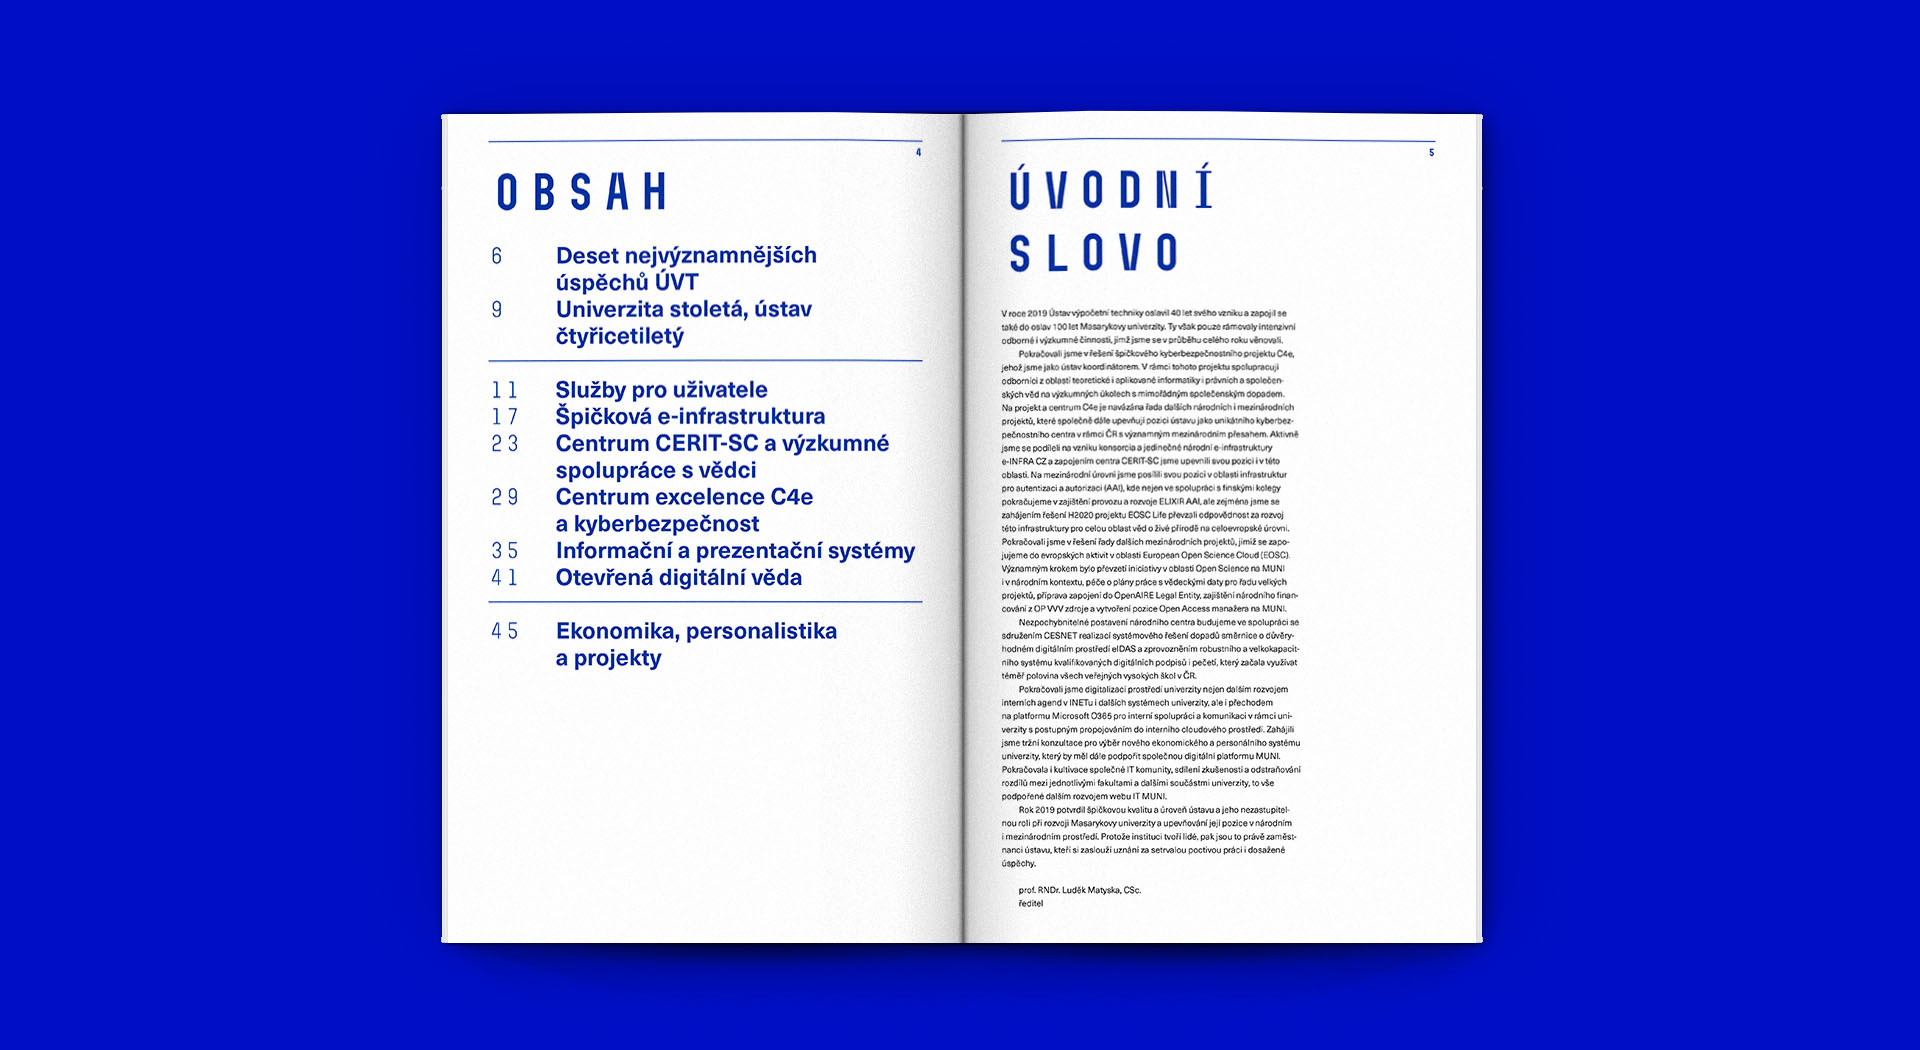 4
OBSAH
6 Deset nejvýznamnějších
úspěchů ÚVT
9 Univerzita stoletá, ústav
čtyřicetiletý
11 Služby pro uživatele
17 Špičková e-infrastruktura
23 Centrum CERIT-SC a výzkumné
spolupráce s vědci
29 Centrum excelence C4e
a kyberbezpečnost
35 Informační a prezentační systémy
41 Otevřená digitální věda
45 Ekonomika, personalistika
a projekty
5
ÚVODNÍ
SLOVO
V roce 2019 Ústav výpočetní techniky oslavil 40 let svého vzniku a zapojil se
také do oslav 100 let Masarykovy univerzity. Ty však pouze rámovaly intenzivní
odborné i výzkumné činnosti, jimž jsme se v průběhu celého roku věnovali.
Pokračovali jsme v řešení špičkového kyberbezpečnostního projektu C4e,
jehož jsme jako ústav koordinátorem. V rámci tohoto projektu spolupracují
odborníci z oblasti teoretické i aplikované informatiky i právních a společen-
ských věd na výzkumných úkolech s mimořádným společenským dopadem.
Na projekt a centrum C4e je navázána řada dalších národních i mezinárodních
projektů, které společně dále upevňují pozici ústavu jako unikátního kyberbez-
pečnostního centra v rámci ČR s významným mezinárodním přesahem. Aktivně
jsme se podíleli na vzniku konsorcia a jedinečné národní e-infrastruktury
e-INFRA CZ a zapojením centra CERIT-SC jsme upevnili svou pozici i v této
oblasti. Na mezinárodní úrovni jsme posílili svou pozici v oblasti infrastruktur
pro autentizaci a autorizaci (AAI), kde nejen ve spolupráci s finskými kolegy
pokračujeme v zajištění provozu a rozvoje ELIXIR AAI, ale zejména jsme se
zahájením řešení H2020 projektu EOSC Life převzali odpovědnost za rozvoj
této infrastruktury pro celou oblast věd o živé přírodě na celoevropské úrovni.
Pokračovali jsme v řešení řady dalších mezinárodních projektů, jimiž se zapo-
jujeme do evropských aktivit v oblasti European Open Science Cloud (EOSC).
Významným krokem bylo převzetí iniciativy v oblasti Open Science na MUNI
i v národním kontextu, péče o plány práce s vědeckými daty pro řadu velkých
projektů, příprava zapojení do OpenAIRE Legal Entity, zajištění národního finan-
cování z OP VVV zdroje a vytvoření pozice Open Access manažera na MUNI.
Nezpochybnitelné postavení národního centra budujeme ve spolupráci se
sdružením CESNET realizací systémového řešení dopadů směrnice o důvěry-
hodném digitálním prostředí eIDAS a zprovozněním robustního a velkokapacit-
ního systému kvalifikovaných digitálních podpisů i pečetí, který začala využívat
téměř polovina všech veřejných vysokých škol v ČR.
Pokračovali jsme digitalizací prostředí univerzity nejen dalším rozvojem
interních agend v INETu i dalších systémech univerzity, ale i přechodem
na platformu Microsoft O365 pro interní spolupráci a komunikaci v rámci uni-
verzity s postupným propojováním do interního cloudového prostředí. Zahájili
jsme tržní konzultace pro výběr nového ekonomického a personálního systému
univerzity, který by měl dále podpořit společnou digitální platformu MUNI.
Pokračovala i kultivace společné IT komunity, sdílení zkušeností a odstraňování
rozdílů mezi jednotlivými fakultami a dalšími součástmi univerzity, to vše
podpořené dalším rozvojem webu IT MUNI.
Rok 2019 potvrdil špičkovou kvalitu a úroveň ústavu a jeho nezastupitel-
nou roli při rozvoji Masarykovy univerzity a upevňování její pozice v národním
i mezinárodním prostředí. Protože instituci tvoří lidé, pak jsou to právě zaměst-
nanci ústavu, kteří si zaslouží uznání za setrvalou poctivou práci i dosažené
úspěchy.
prof. RNDr. Luděk Matyska, CSc.
ředitel